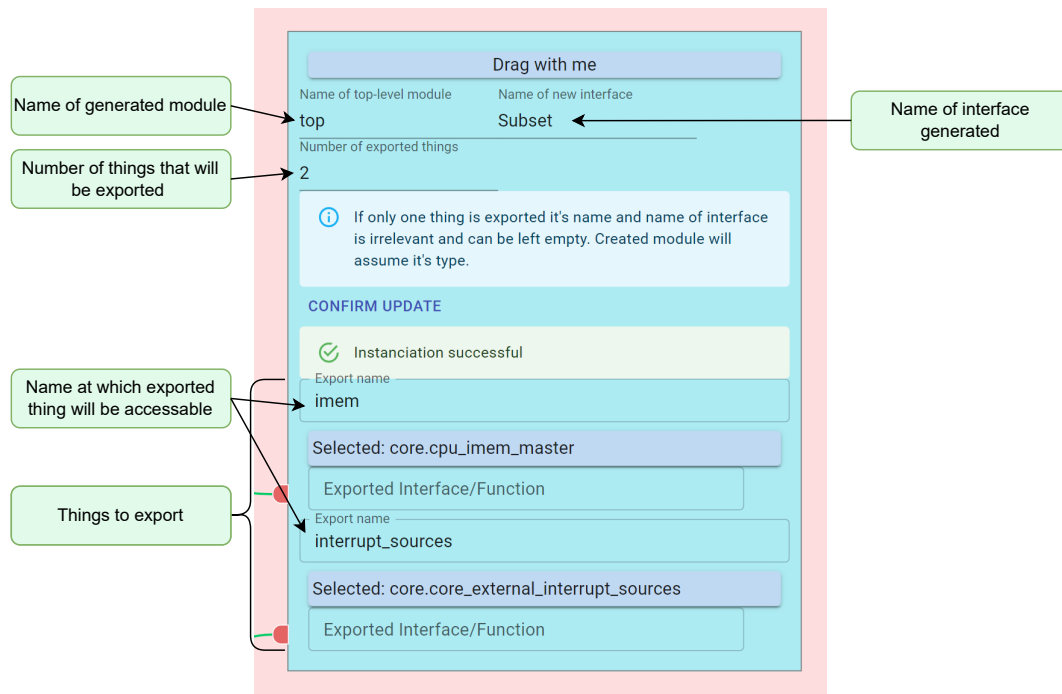 Drag with me
Name of generated module
Name of top-level module
Name of new interface
top
Subset
Name of interface
generated
Number of things that will
be exported
Number of exported things
2
If only one thing is exported it's name and name of interface
is irrelevant and can be left empty. Created module will
assume it's type.
CONFIRM UPDATE
Instanciation successful
Name at which exported
thing will be accessable
Export name
imem
Selected: core.cpu_imem_master
Exported Interface/Function
Things to export
Export name
interrupt_sources
Selected: core.core_external_interrupt_sources
Exported Interface/Function